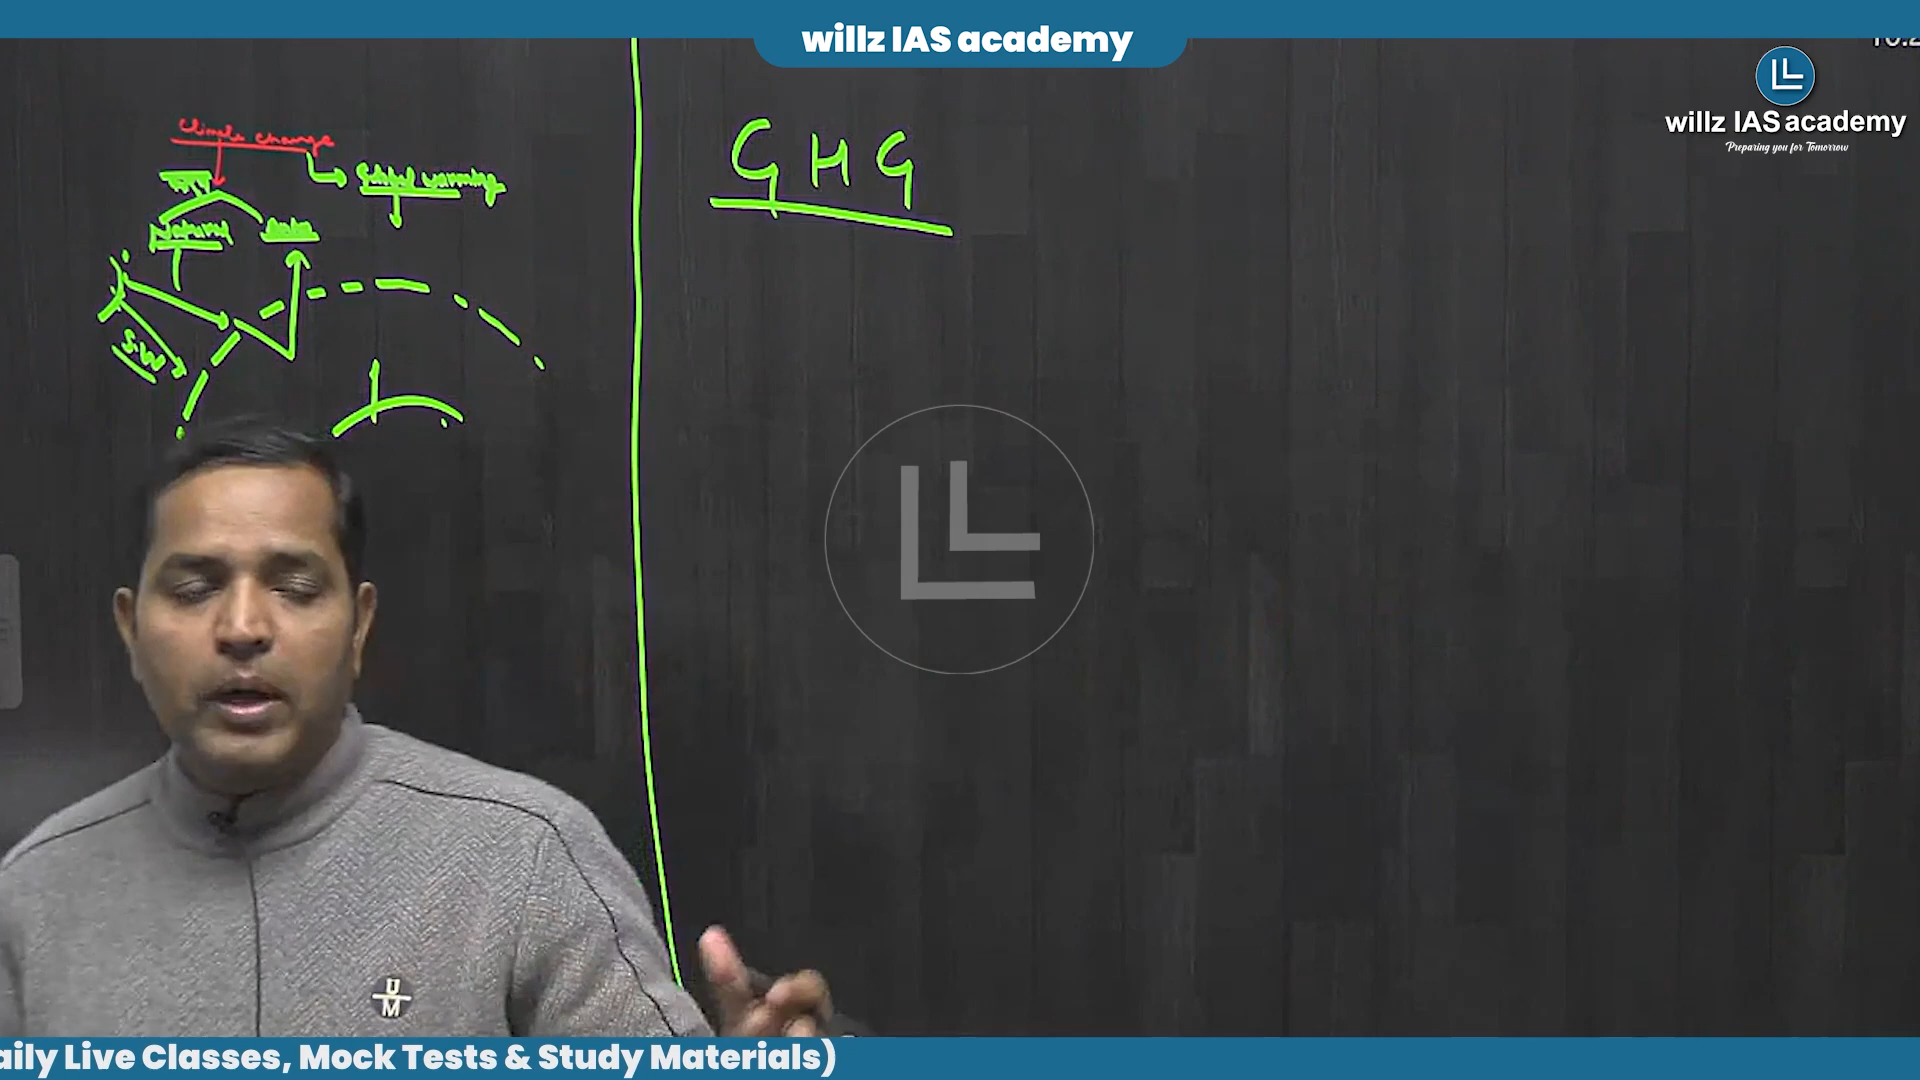 willz IAS academy
willz IAS academy
Preparing you for Tomorrow
Climate change
Global warming
Natural
GHG
S.W
U
M
aily Live Classes, Mock Tests & Study Materials)